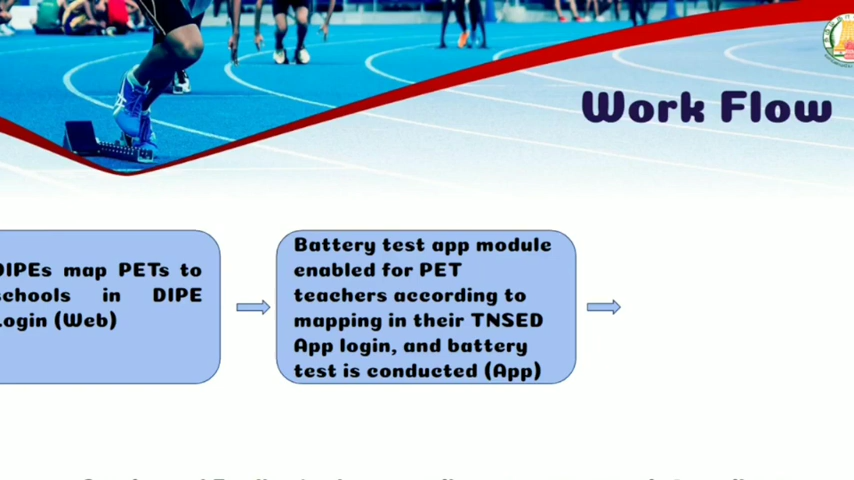 Work Flow
DIPEs map PETs to
schools in DIPE
Login (Web)
Battery test app module
enabled for PET
teachers according to
mapping in their TNSED
App login, and battery
test is conducted (App)